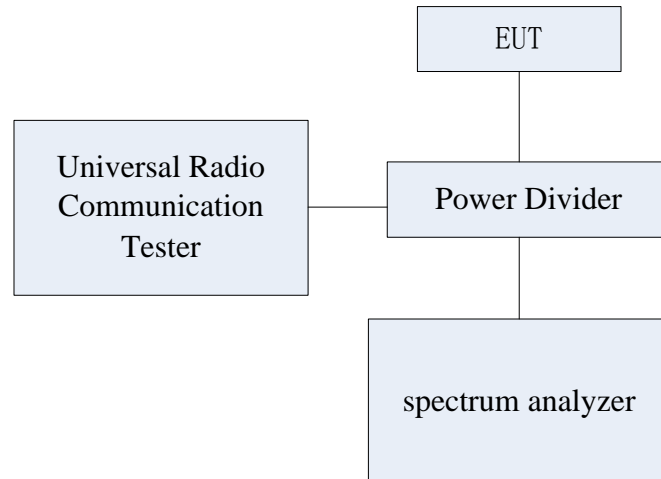 EUT
Universal Radio
Communication
Tester
Power Divider
spectrum analyzer